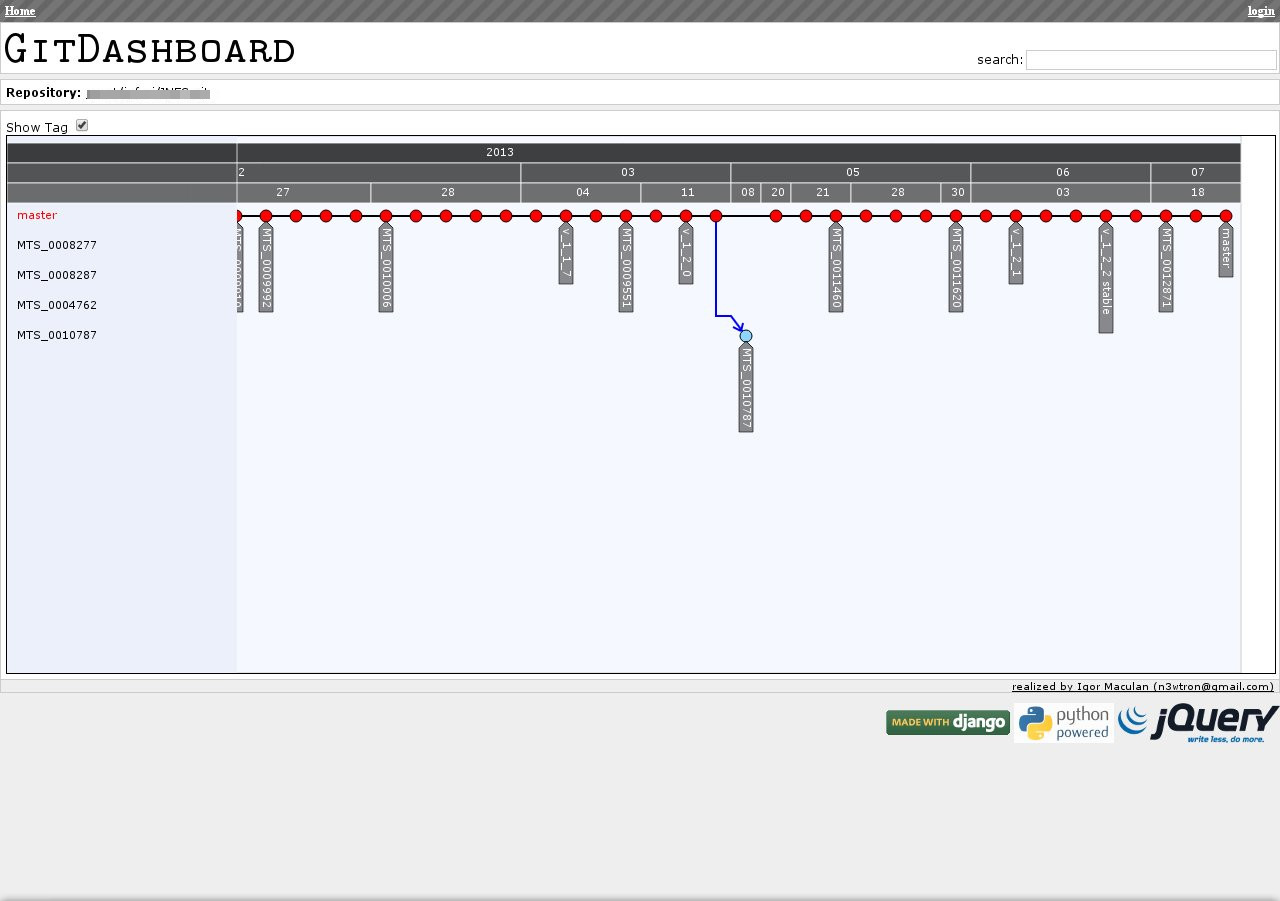 Home login
GitDashboard
search:
Repository:
Show Tag
2013
2 03 05 06 07
27 28 04 11 08 20 21 28 30 03 18
master
MTS_0008277
MTS_0008287
MTS_0004762
MTS_0010787
MTS_0009992
MTS_0010006
v_1_1_7
MTS_0009551
v_1_2_0
MTS_0010787
MTS_0011460
MTS_0011620
v_1_2_1
v_1_2_2 stable
MTS_0012871
master
realized by Igor Maculan (n3wtron@gmail.com)
MADE WITH django
python powered
jQuery
write less, do more.